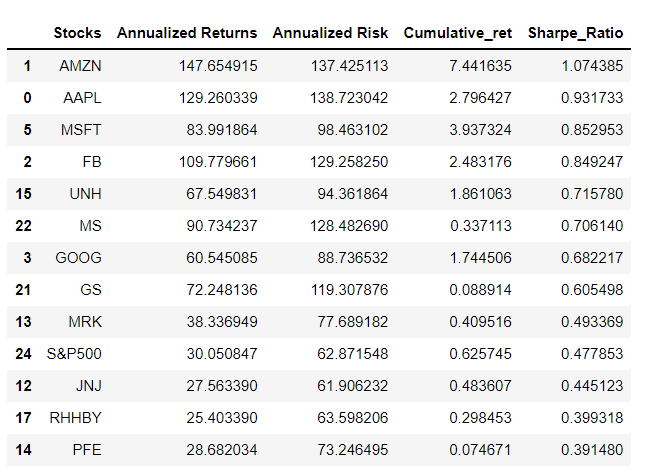 Stocks Annualized Returns Annualized Risk Cumulative_ret Sharpe_Ratio
1 AMZN 147.654915 137.425113 7.441635 1.074385
0 AAPL 129.260339 138.723042 2.796427 0.931733
5 MSFT 83.991864 98.463102 3.937324 0.852953
2 FB 109.779661 129.258250 2.483176 0.849247
15 UNH 67.549831 94.361864 1.861063 0.715780
22 MS 90.734237 128.482690 0.337113 0.706140
3 GOOG 60.545085 88.736532 1.744506 0.682217
21 GS 72.248136 119.307876 0.088914 0.605498
13 MRK 38.336949 77.689182 0.409516 0.493369
24 S&P500 30.050847 62.871548 0.625745 0.477853
12 JNJ 27.563390 61.906232 0.483607 0.445123
17 RHHBY 25.403390 63.598206 0.298453 0.399318
14 PFE 28.682034 73.246495 0.074671 0.391480